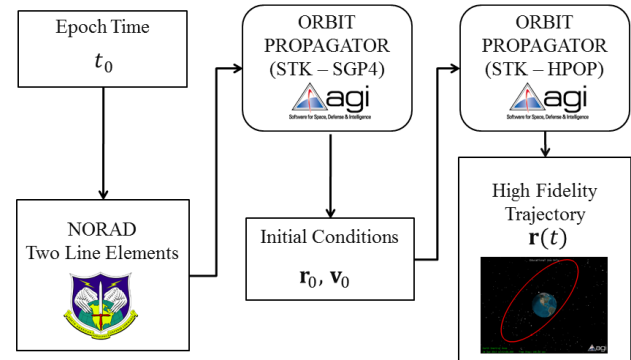 Epoch Time
t₀
NORAD
Two Line Elements
ORBIT
PROPAGATOR
(STK – SGP4)
agi
Software for Space, Defense & Intelligence
Initial Conditions
r₀, v₀
ORBIT
PROPAGATOR
(STK – HPOP)
agi
Software for Space, Defense & Intelligence
High Fidelity
Trajectory
r(t)
agi